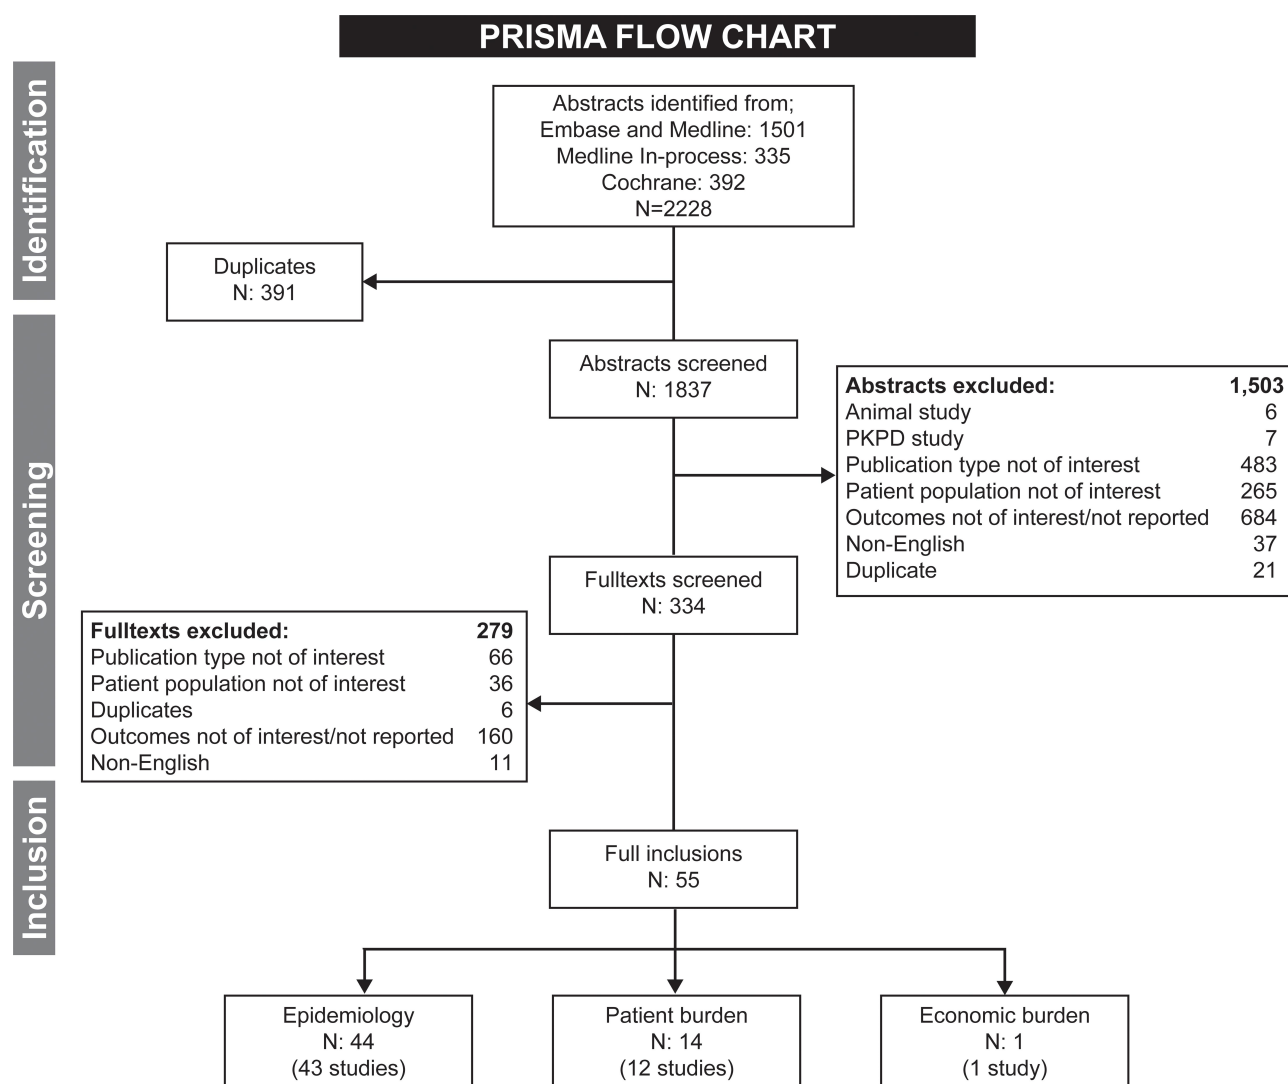 PRISMA FLOW CHART
Identification
Abstracts identified from;
Embase and Medline: 1501
Medline In-process: 335
Cochrane: 392
N=2228
Duplicates
N: 391
Screening
Abstracts screened
N: 1837
Abstracts excluded: 1,503
Animal study 6
PKPD study 7
Publication type not of interest 483
Patient population not of interest 265
Outcomes not of interest/not reported 684
Non-English 37
Duplicate 21
Fulltexts screened
N: 334
Fulltexts excluded: 279
Publication type not of interest 66
Patient population not of interest 36
Duplicates 6
Outcomes not of interest/not reported 160
Non-English 11
Inclusion
Full inclusions
N: 55
Epidemiology
N: 44
(43 studies)
Patient burden
N: 14
(12 studies)
Economic burden
N: 1
(1 study)